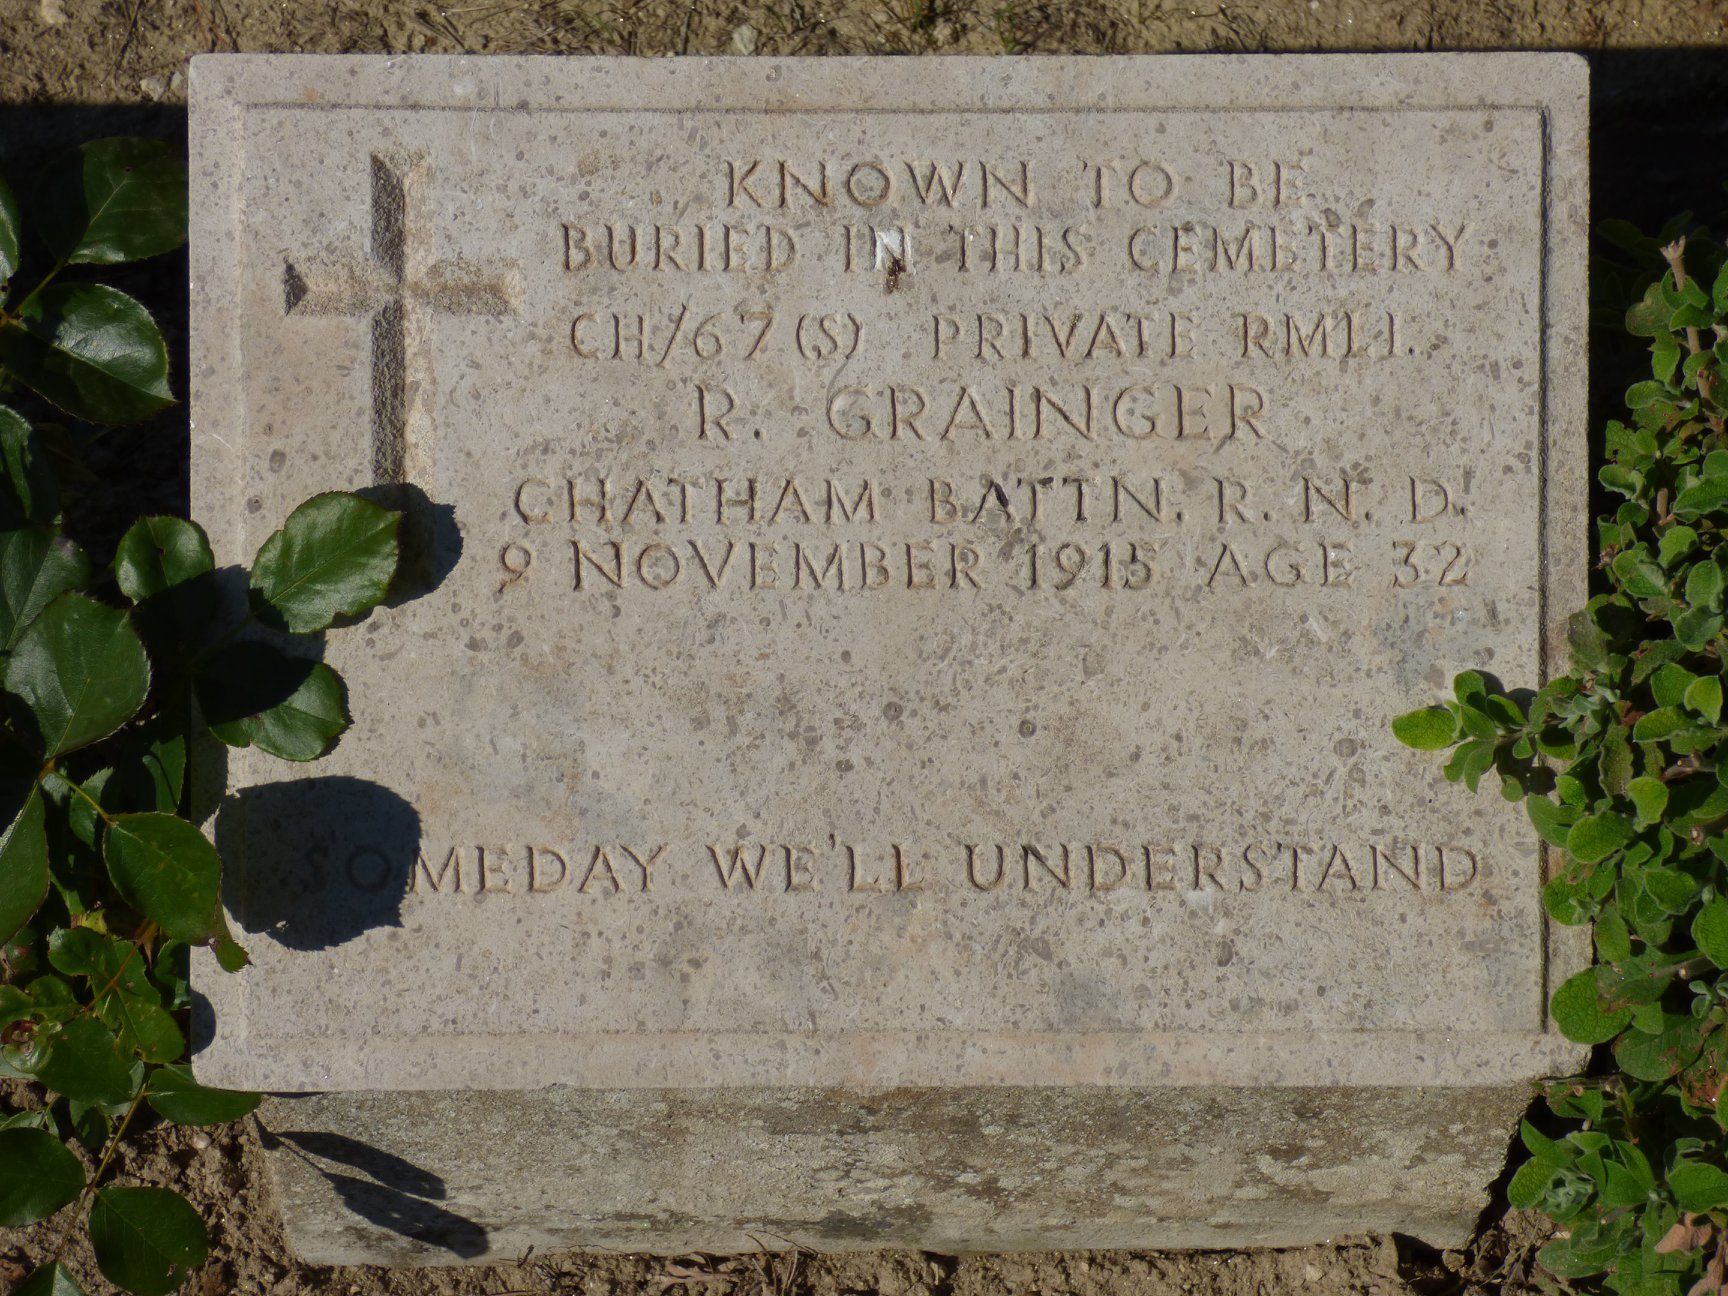 KNOWN TO BE
BURIED IN THIS CEMETERY
CH/67(S) PRIVATE RMLI.
R. GRAINGER
CHATHAM BATTN. R. N. D.
9 NOVEMBER 1915 AGE 32
SOMEDAY WE'LL UNDERSTAND